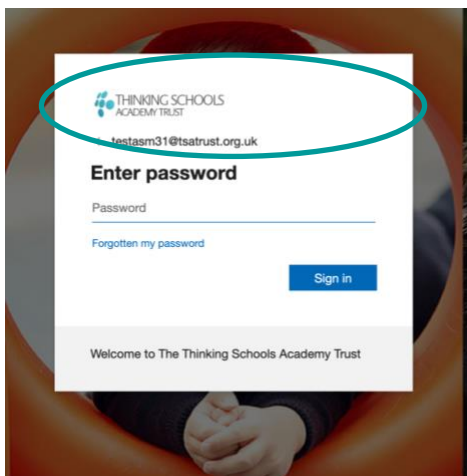 THINKING SCHOOLS
ACADEMY TRUST
testasm31@tsatrust.org.uk
Enter password
Password
Forgotten my password
Sign in
Welcome to The Thinking Schools Academy Trust